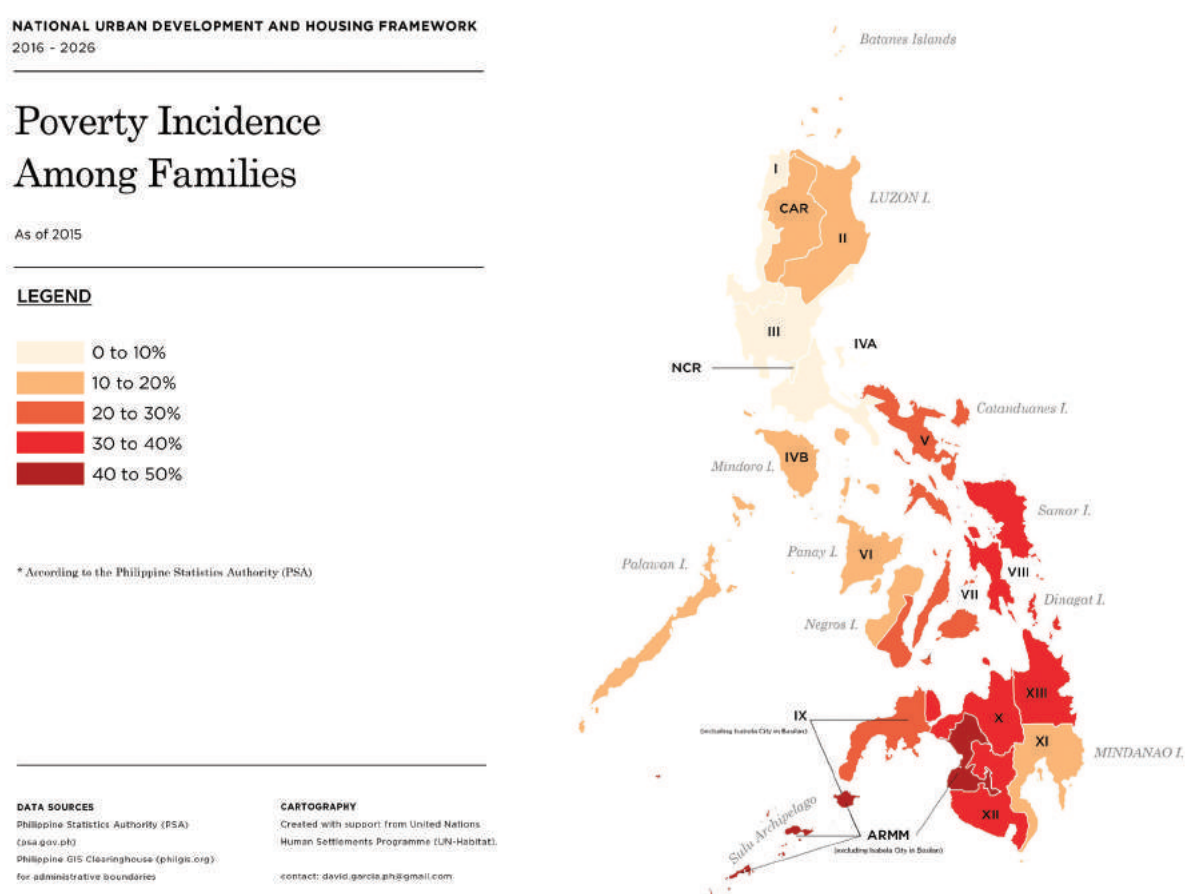 NATIONAL URBAN DEVELOPMENT AND HOUSING FRAMEWORK
2016 - 2026
Poverty Incidence
Among Families
As of 2015
LEGEND
0 to 10%
10 to 20%
20 to 30%
30 to 40%
40 to 50%
* According to the Philippine Statistics Authority (PSA)
DATA SOURCES
Philippine Statistics Authority (PSA)
(psa.gov.ph)
Philippine GIS Clearinghouse (philgis.org)
for administrative boundaries
CARTOGRAPHY
Created with support from United Nations
Human Settlements Programme (UN-Habitat).
contact: david.garcia.ph@gmail.com
Batanes Islands
I
CAR
LUZON I.
II
III
IVA
NCR
Catanduanes I.
V
IVB
Mindoro I.
Samar I.
Panay I.
VI
Palawan I.
VIII
VII
Dinagat I.
Negros I.
XIII
IX
(including Isabela City in Basilan)
X
XI
MINDANAO I.
Sulu Archipelago
XII
ARMM
(excluding Isabela City in Basilan)